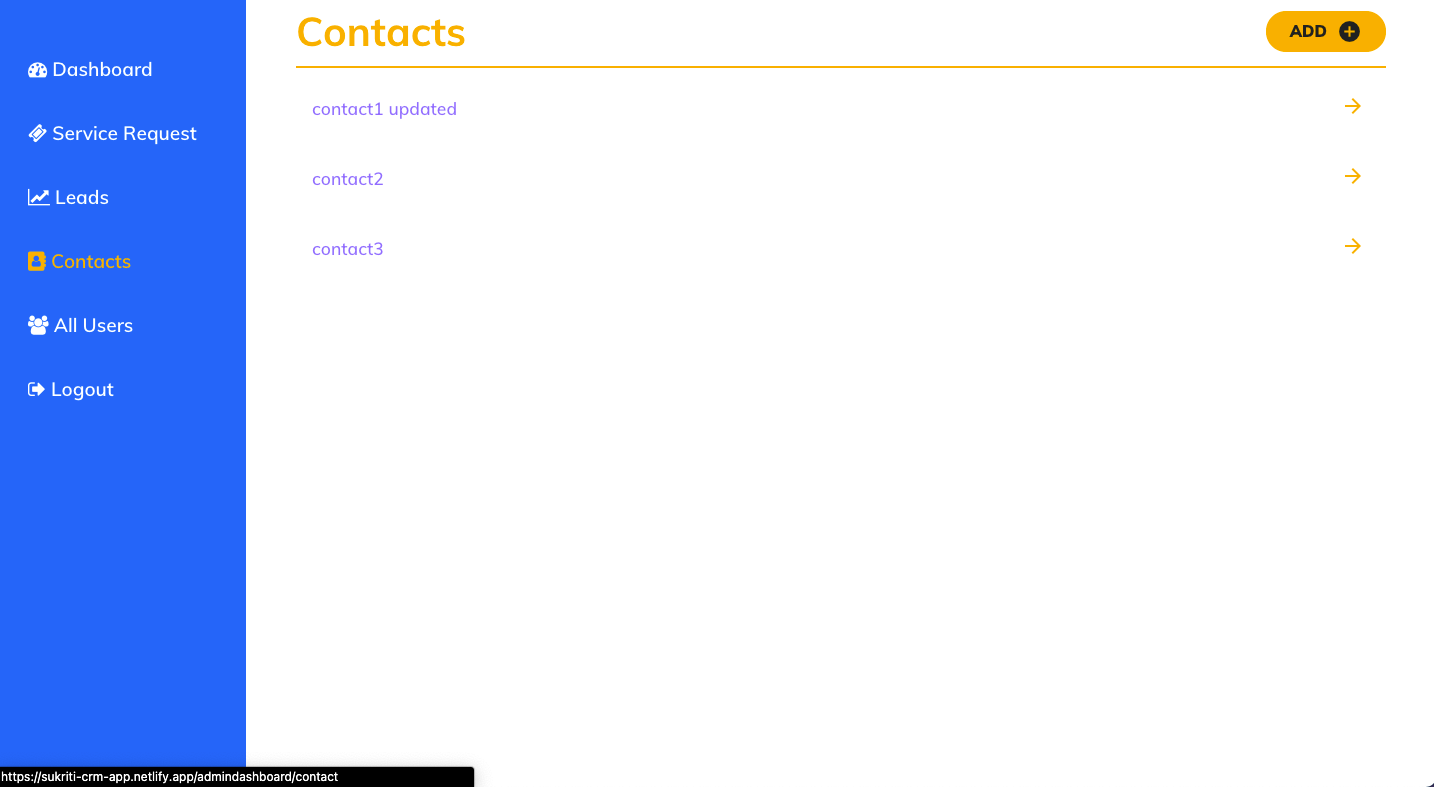 Dashboard
Service Request
Leads
Contacts
All Users
Logout
Contacts
ADD
contact1 updated
contact2
contact3
https://sukriti-crm-app.netlify.app/admindashboard/contact